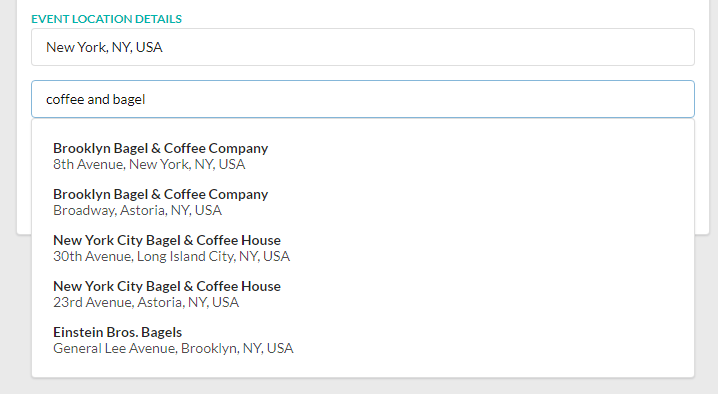 EVENT LOCATION DETAILS
New York, NY, USA
coffee and bagel
Brooklyn Bagel & Coffee Company
8th Avenue, New York, NY, USA
Brooklyn Bagel & Coffee Company
Broadway, Astoria, NY, USA
New York City Bagel & Coffee House
30th Avenue, Long Island City, NY, USA
New York City Bagel & Coffee House
23rd Avenue, Astoria, NY, USA
Einstein Bros. Bagels
General Lee Avenue, Brooklyn, NY, USA